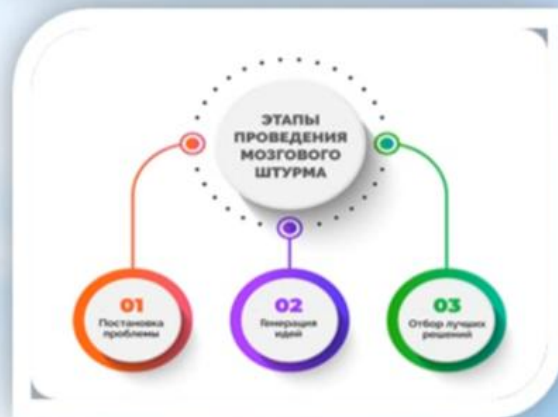 ЭТАПЫ
ПРОВЕДЕНИЯ
МОЗГОВОГО
ШТУРМА
01
Постановка
проблемы
02
Генерация
идей
03
Отбор лучших
решений